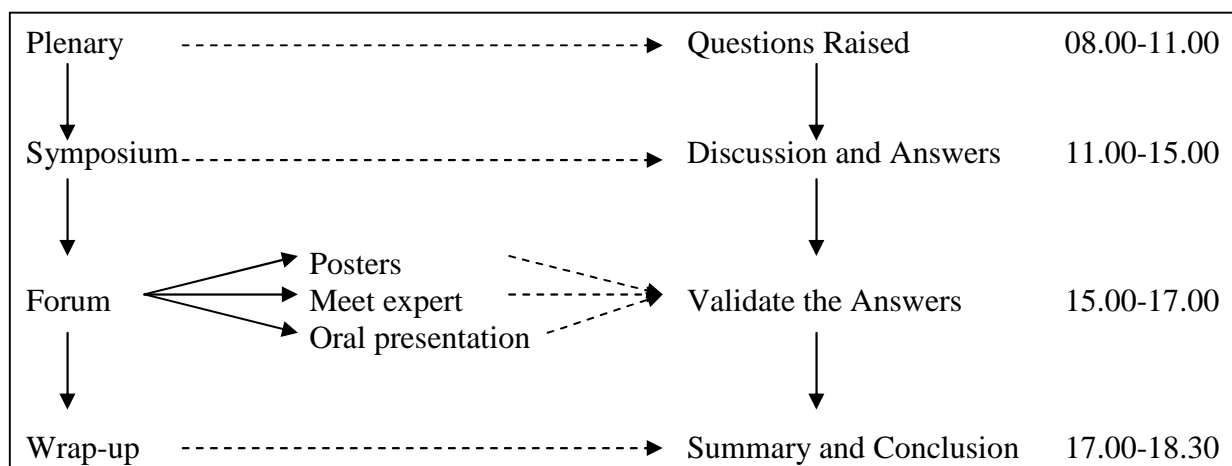 Plenary Questions Raised 08.00-11.00
Symposium Discussion and Answers 11.00-15.00
Posters
Forum Meet expert Validate the Answers 15.00-17.00
Oral presentation
Wrap-up Summary and Conclusion 17.00-18.30